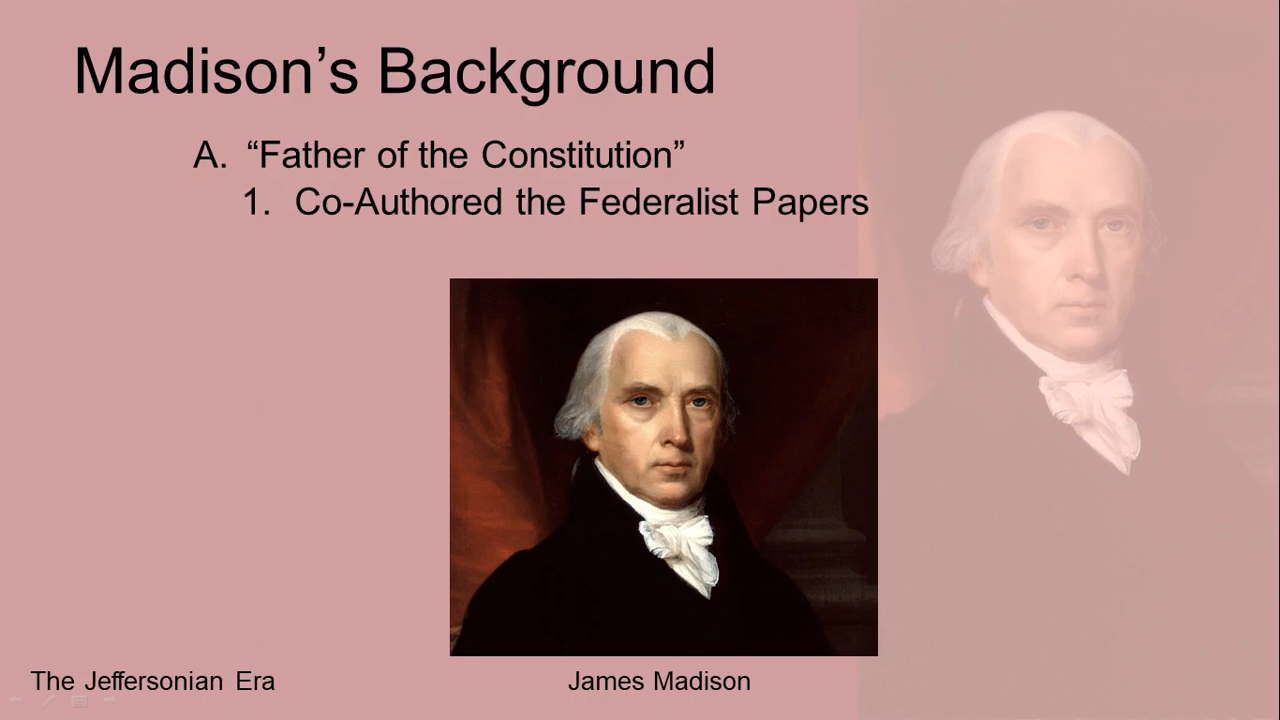 Madison’s Background
A. “Father of the Constitution”
1. Co-Authored the Federalist Papers
The Jeffersonian Era
James Madison